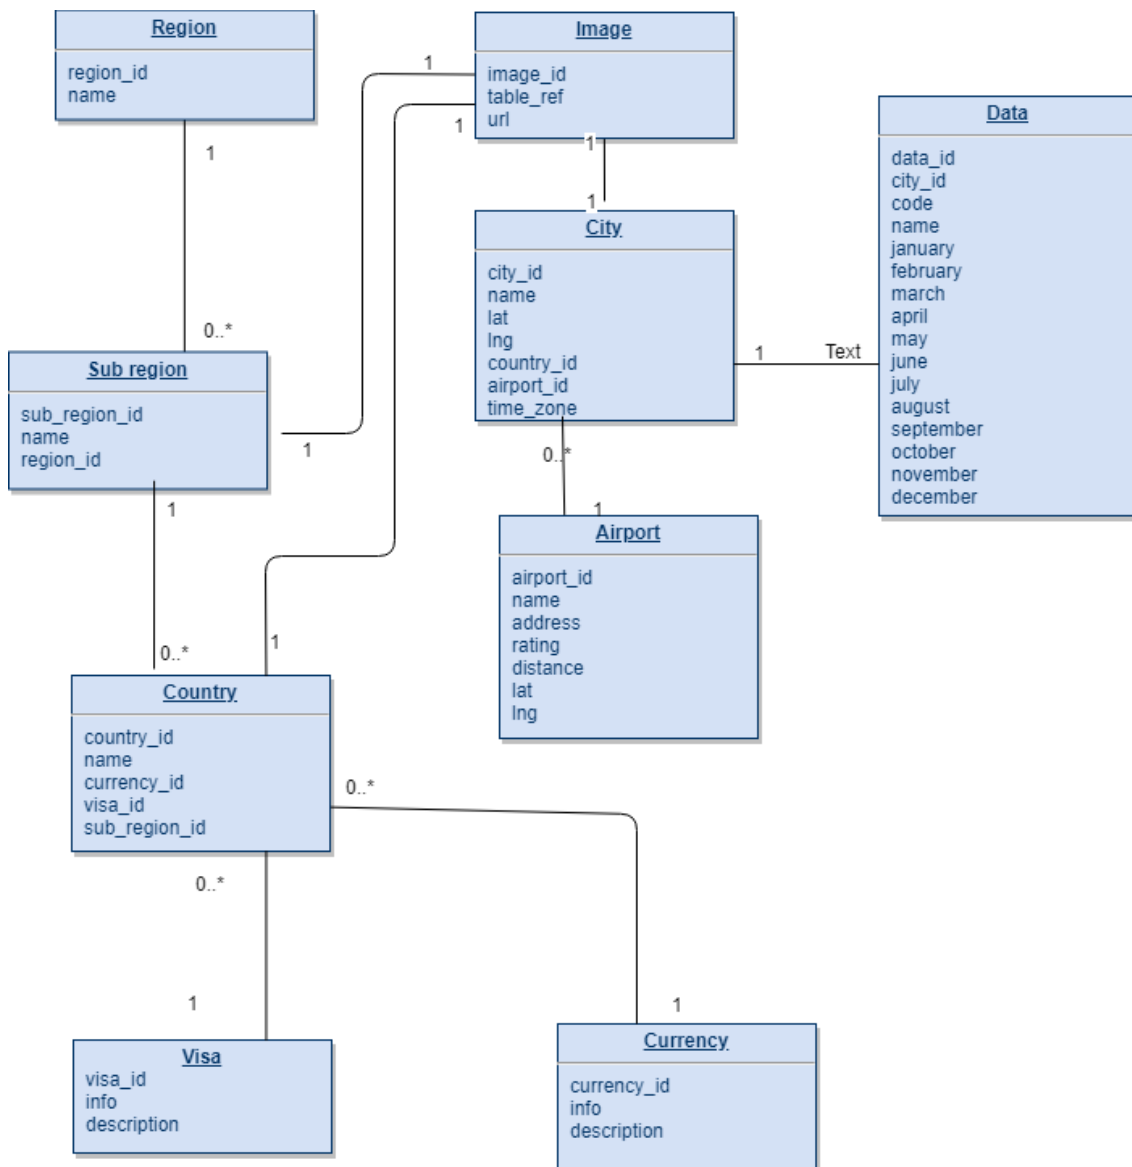 Region
region_id
name
1
0..*
Image
image_id
table_ref
url
1
1
1
1
Data
data_id
city_id
code
name
january
february
march
april
may
june
july
august
september
october
november
december
City
city_id
name
lat
lng
country_id
airport_id
time_zone
1
Text
0..*
1
Sub region
sub_region_id
name
region_id
1
1
0..*
1
Airport
airport_id
name
address
rating
distance
lat
lng
Country
country_id
name
currency_id
visa_id
sub_region_id
0..*
0..*
1
1
Visa
visa_id
info
description
Currency
currency_id
info
description